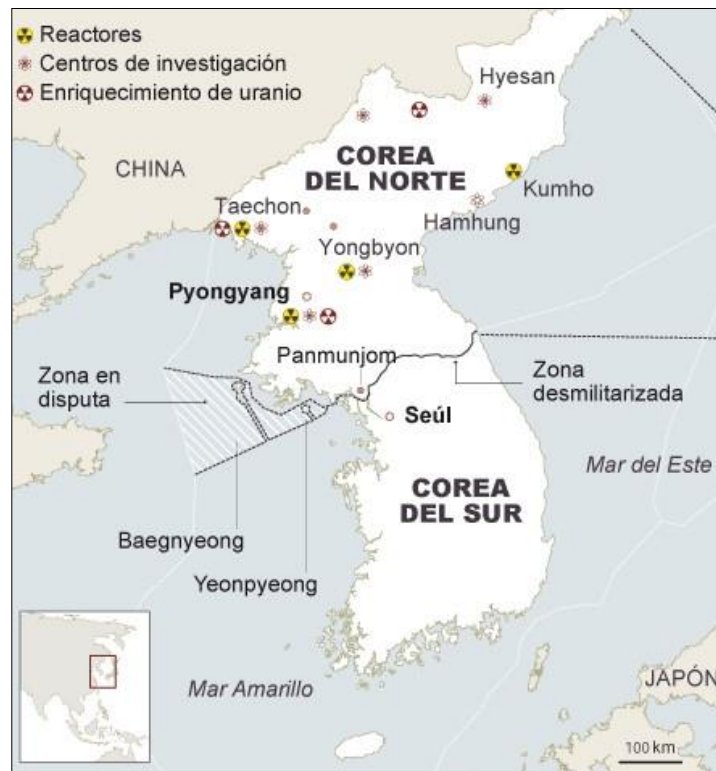 Reactores
Centros de investigación
Enriquecimiento de uranio
Hyesan
CHINA
COREA
DEL NORTE
Kumho
Taechon
Hamhung
Yongbyon
Pyongyang
Panmunjom
Zona en
disputa
Zona
desmilitarizada
Seúl
Mar del Este
COREA
DEL SUR
Baegnyeong
Yeonpyeong
Mar Amarillo
JAPÓN
100 km